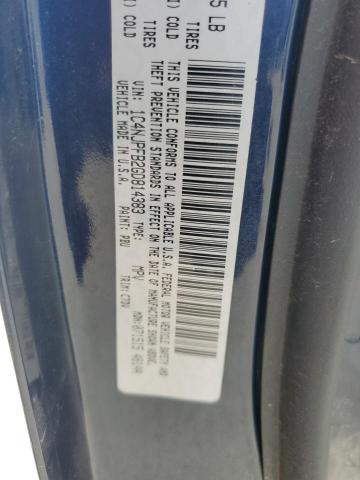 5 LB
TIRES
I) COLD
TIRES
I) COLD
THIS VEHICLE CONFORMS TO ALL APPLICABLE U.S.A. FEDERAL MOTOR VEHICLE SAFETY AND
THEFT PREVENTION STANDARDS IN EFFECT ON THE DATE OF MANUFACTURE SHOWN ABOVE.
VIN: 1C4NJPFB2GD814383 TYPE: MPV
VEHICLE MADE IN U.S.A. PAINT: PBU TRIM: MDH: